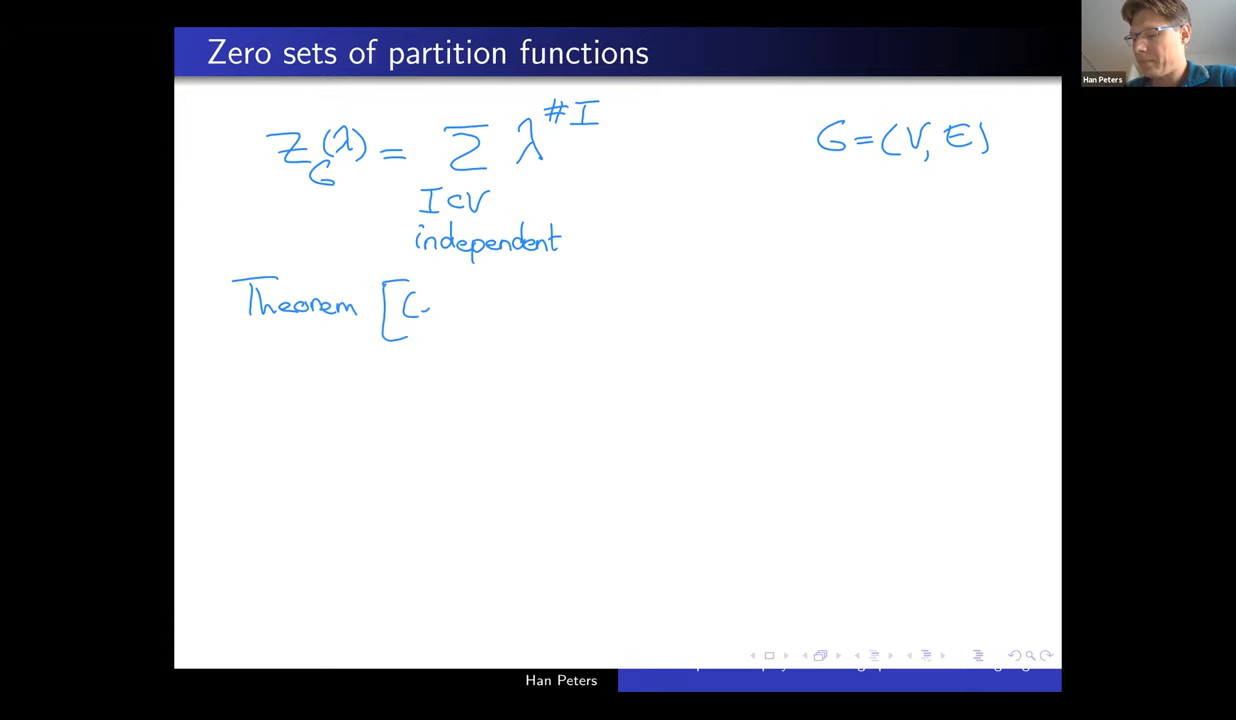 Zero sets of partition functions
Z_G(λ) = Σ λ^{#I}
I⊂V
independent
G=(V,E)
Theorem [C
Han Peters
Han Peters